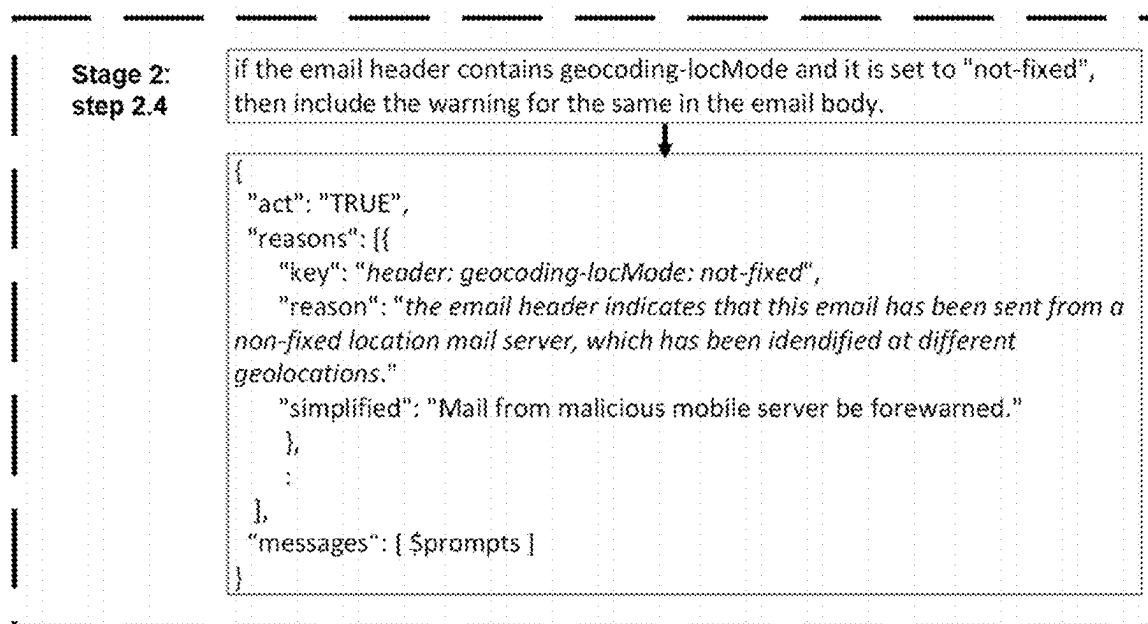 Stage 2:
step 2.4
if the email header contains geocoding-locMode and it is set to "not-fixed",
then include the warning for the same in the email body.
{
"act": "TRUE",
"reasons": [{
"key": "header: geocoding-locMode: not-fixed",
"reason": "the email header indicates that this email has been sent from a
non-fixed location mail server, which has been idendified at different
geolocations."
"simplified": "Mail from malicious mobile server be forewarned."
},
:
],
"messages": [ $prompts ]
}